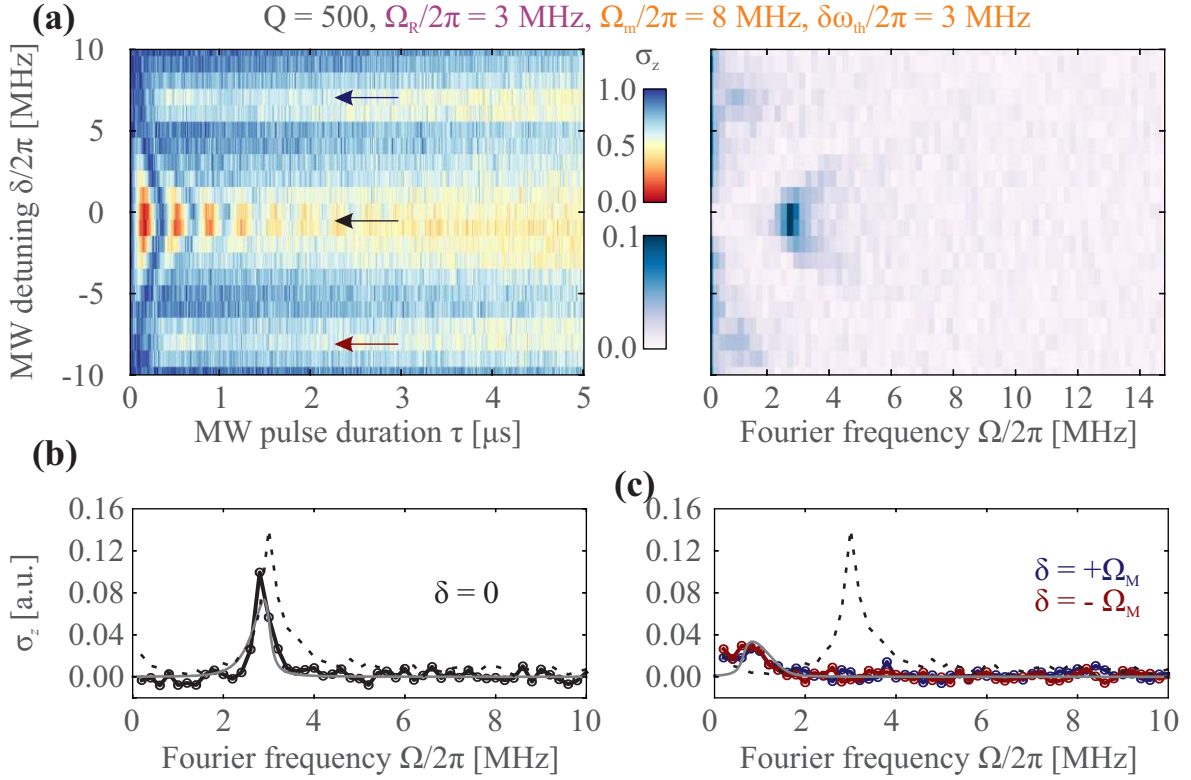 Q = 500, Ω_R/2π = 3 MHz, Ω_m/2π = 8 MHz, δω_th/2π = 3 MHz
(a)
MW detuning δ/2π [MHz]
10
5
0
-5
-10
0 1 2 3 4 5
MW pulse duration τ [μs]
σ_z
1.0
0.5
0.0
0.1
0.0
0 2 4 6 8 10 12 14
Fourier frequency Ω/2π [MHz]
(b)
σ_z [a.u.]
0.16
0.12
0.08
0.04
0.00
δ = 0
0 2 4 6 8 10
Fourier frequency Ω/2π [MHz]
(c)
0.16
0.12
0.08
0.04
0.00
δ = +Ω_M
δ = - Ω_M
0 2 4 6 8 10
Fourier frequency Ω/2π [MHz]